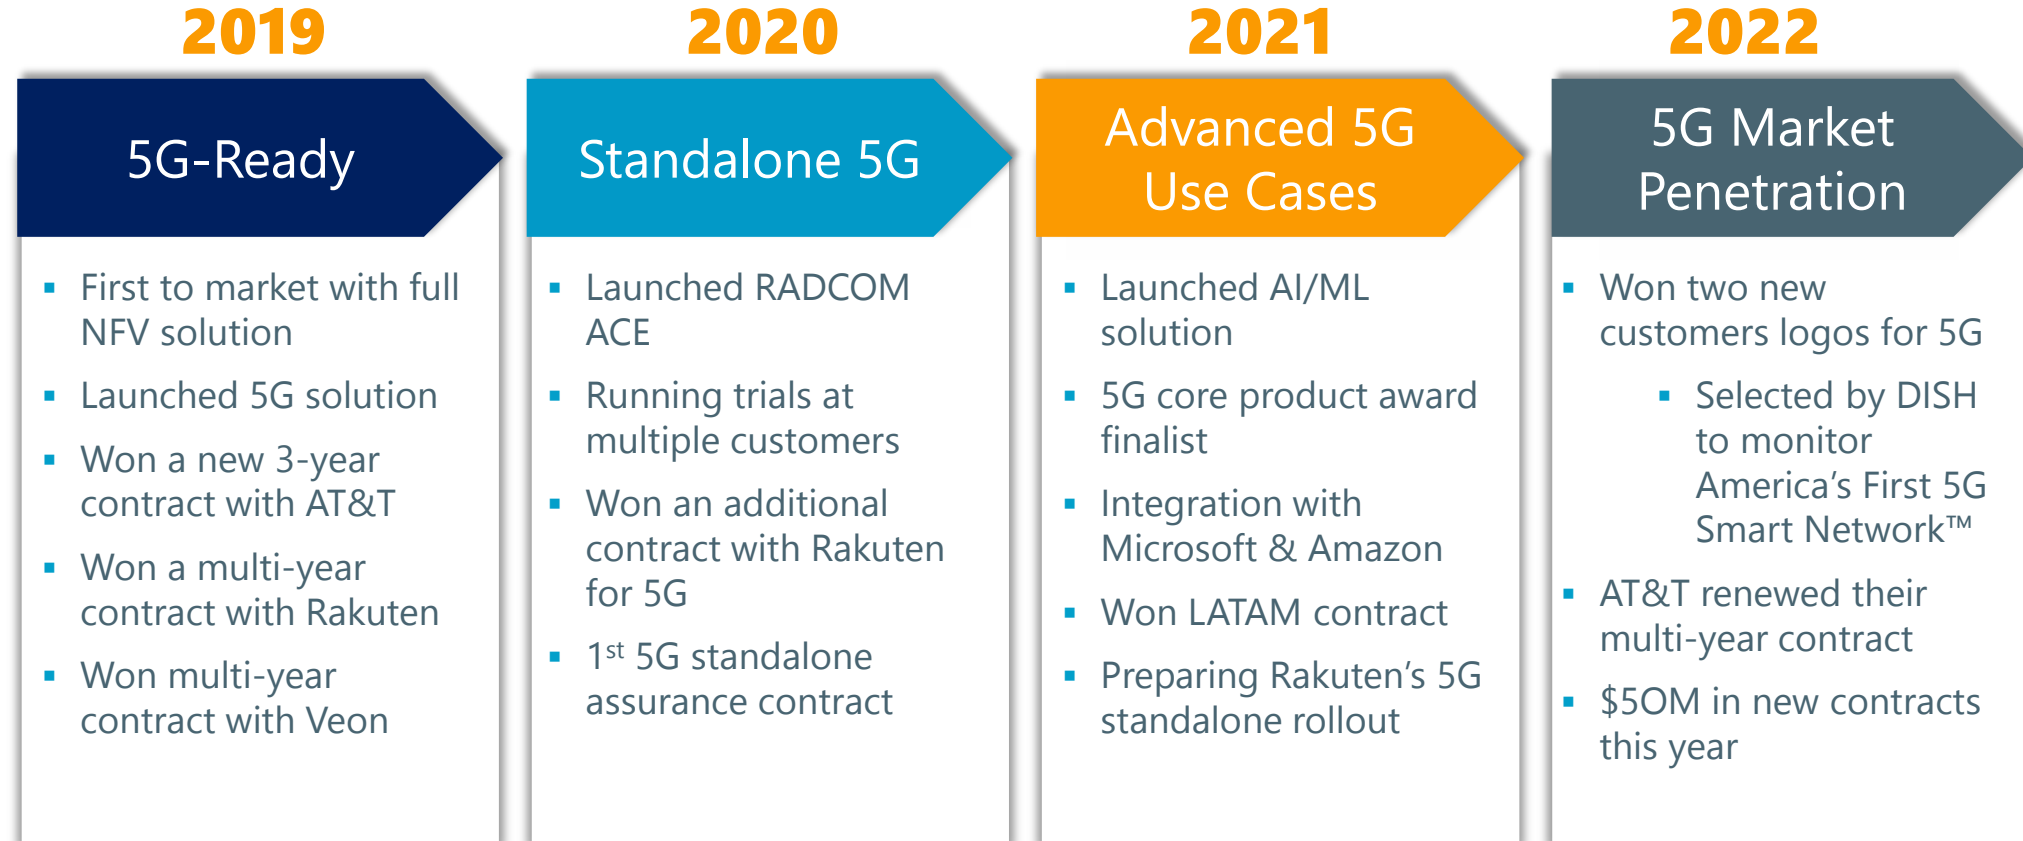 2019
5G-Ready
▪ First to market with full
NFV solution
▪ Launched 5G solution
▪ Won a new 3-year
contract with AT&T
▪ Won a multi-year
contract with Rakuten
▪ Won multi-year
contract with Veon
2020
Standalone 5G
▪ Launched RADCOM
ACE
▪ Running trials at
multiple customers
▪ Won an additional
contract with Rakuten
for 5G
▪ 1st 5G standalone
assurance contract
2021
Advanced 5G
Use Cases
▪ Launched AI/ML
solution
▪ 5G core product award
finalist
▪ Integration with
Microsoft & Amazon
▪ Won LATAM contract
▪ Preparing Rakuten’s 5G
standalone rollout
2022
5G Market
Penetration
▪ Won two new
customers logos for 5G
▪ Selected by DISH
to monitor
America’s First 5G
Smart Network™
▪ AT&T renewed their
multi-year contract
▪ $5OM in new contracts
this year